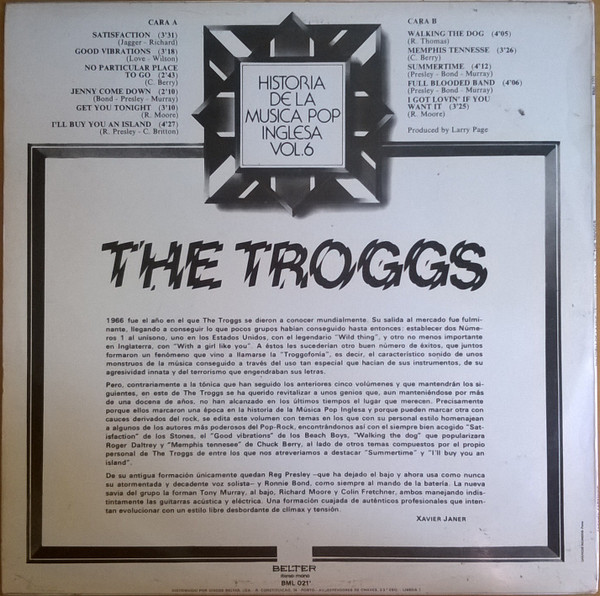 CARA A
SATISFACTION (3'31)
(Jagger - Richard)
GOOD VIBRATIONS (3'18)
(Love - Wilson)
NO PARTICULAR PLACE
TO GO (2'43)
(C. Berry)
JENNY COME DOWN (2'10)
(Bond - Presley - Murray)
GET YOU TONIGHT (3'10)
(R. Moore)
I'LL BUY YOU AN ISLAND (4'27)
(R. Presley - C. Britton)
HISTORIA
DE LA
MUSICA POP
INGLESA
VOL.6
CARA B
WALKING THE DOG (4'05)
(R. Thomas)
MEMPHIS TENNESSE (3'26)
(C. Berry)
SUMMERTIME (4'12)
(Presley - Bond - Murray)
FULL BLOODED BAND (4'06)
(Presley - Bond - Murray)
I GOT LOVIN' IF YOU
WANT IT (3'25)
(R. Moore)
Produced by Larry Page
THE TROGGS
1966 fue el año en el que The Troggs se dieron a conocer mundialmente. Su salida al mercado fue fulmi-
nante, llegando a conseguir lo que pocos grupos habían conseguido hasta entonces: establecer dos Núme-
ros 1 al unísono, uno en los Estados Unidos, con el legendario "Wild thing", y otro no menos importante
en Inglaterra, con "With a girl like you". A éstos les sucederían otro buen número de éxitos, que juntos
formaron un fenómeno que vino a llamarse la "Troggofonía", es decir, el característico sonido de unos
monstruos de la música conseguido a través del uso tan especial que hacían de sus instrumentos, de su
agresividad innata y del terrorismo que engendraban sus letras.
Pero, contrariamente a la tónica que han seguido los anteriores cinco volúmenes y que mantendrán los si-
guientes, en este de The Troggs se ha querido revitalizar a unos genios que, aun manteniéndose por más
de una docena de años, no han alcanzado en los últimos tiempos el lugar que merecen. Precisamente
porque ellos marcaron una época en la historia de la Música Pop Inglesa y porque pueden marcar otra con
cauces derivados del rock, se edita este volumen con temas en los que con su personal estilo homenajean
a algunos de los autores más poderosos del Pop-Rock, encontrándonos así con el siempre bien acogido "Sat-
isfaction" de los Stones, el "Good vibrations" de los Beach Boys, "Walking the dog" que popularizara
Roger Daltrey y "Memphis tennesee" de Chuck Berry, al lado de otros temas compuestos por el propio
personal de The Troggs de entre los que nos atreveríamos a destacar "Summertime" y "I'll buy you an
island".
De su antigua formación únicamente quedan Reg Presley –que ha dejado el bajo y ahora usa como nunca
su atormentada y decadente voz solista– y Ronnie Bond, como siempre al mando de la batería. La nueva
savia del grupo la forman Tony Murray, al bajo, Richard Moore y Colin Fretchner, ambos manejando indis-
tintamente las guitarras acústica y eléctrica. Una formación cuajada de auténticos profesionales que inten-
tan evolucionar con un estilo libre desbordante de clímax y tensión.
XAVIER JANER
BELTER
BML 021